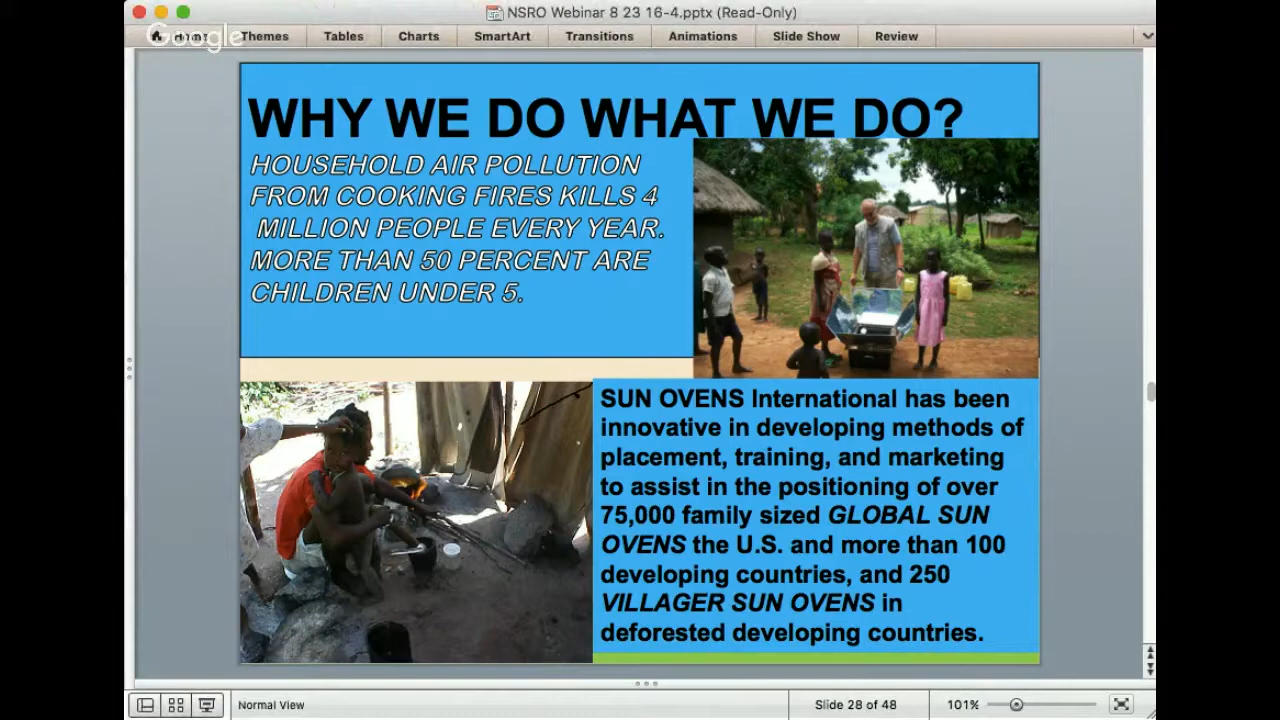 NSRO Webinar 8 23 16-4.pptx (Read-Only)
Google
Home Themes Tables Charts SmartArt Transitions Animations Slide Show Review
WHY WE DO WHAT WE DO?
HOUSEHOLD AIR POLLUTION
FROM COOKING FIRES KILLS 4
MILLION PEOPLE EVERY YEAR.
MORE THAN 50 PERCENT ARE
CHILDREN UNDER 5.
SUN OVENS International has been
innovative in developing methods of
placement, training, and marketing
to assist in the positioning of over
75,000 family sized GLOBAL SUN
OVENS the U.S. and more than 100
developing countries, and 250
VILLAGER SUN OVENS in
deforested developing countries.
Normal View Slide 28 of 48 101%